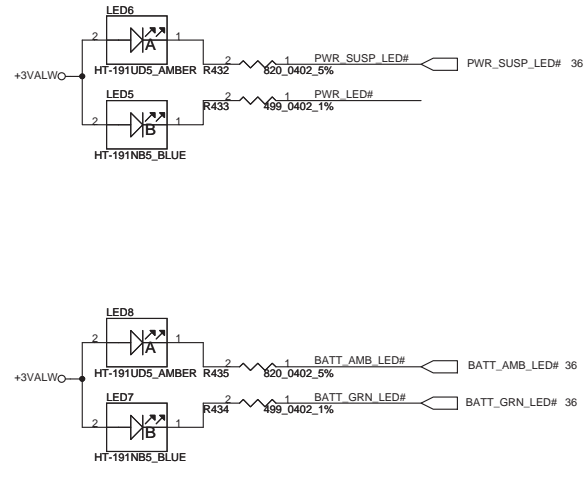 LED6
2 A 1
HT-191UD5_AMBER R432 2 1 820_0402_5% PWR_SUSP_LED# PWR_SUSP_LED# 36
+3VALW
LED5
2 B 1
HT-191NB5_BLUE R433 2 1 499_0402_1% PWR_LED#
LED8
2 A 1
HT-191UD5_AMBER R435 2 1 820_0402_5% BATT_AMB_LED# BATT_AMB_LED# 36
+3VALW
LED7
2 B 1
HT-191NB5_BLUE R434 2 1 499_0402_1% BATT_GRN_LED# BATT_GRN_LED# 36